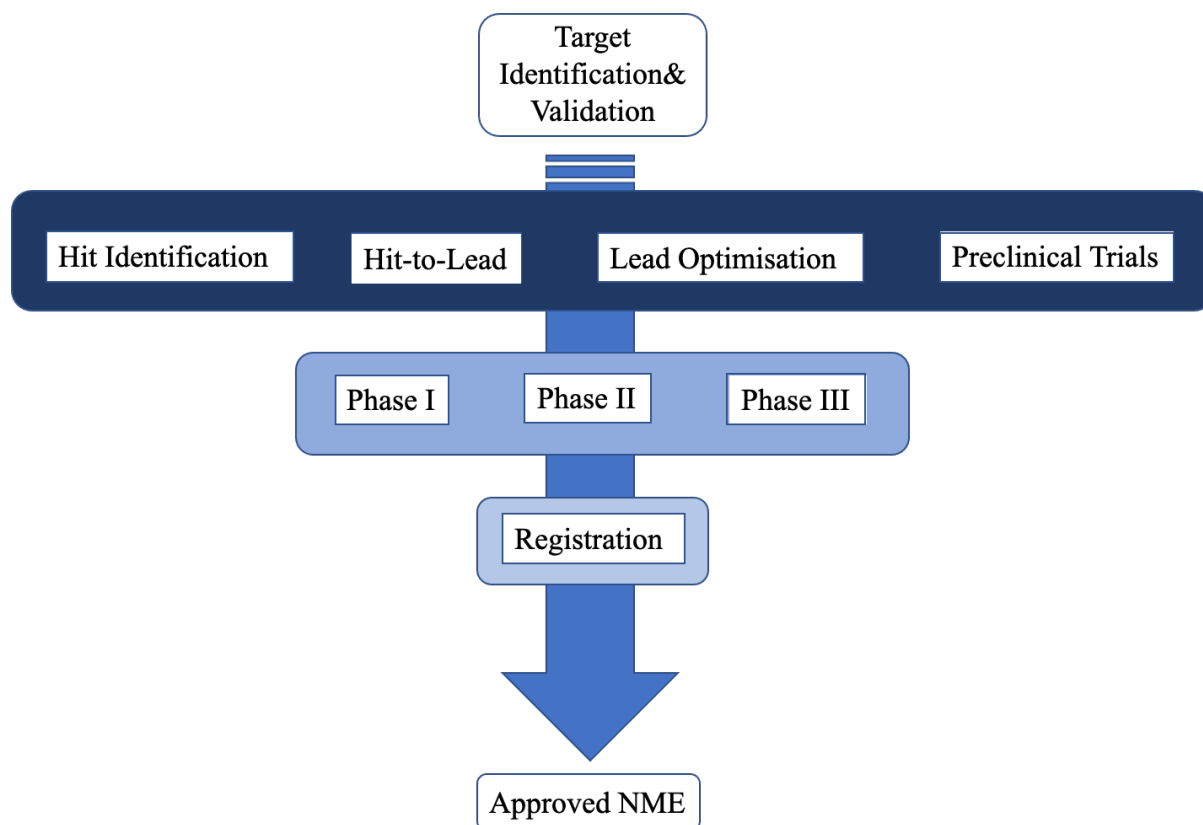 Target
Identification&
Validation
Hit Identification
Hit-to-Lead
Lead Optimisation
Preclinical Trials
Phase I
Phase II
Phase III
Registration
Approved NME